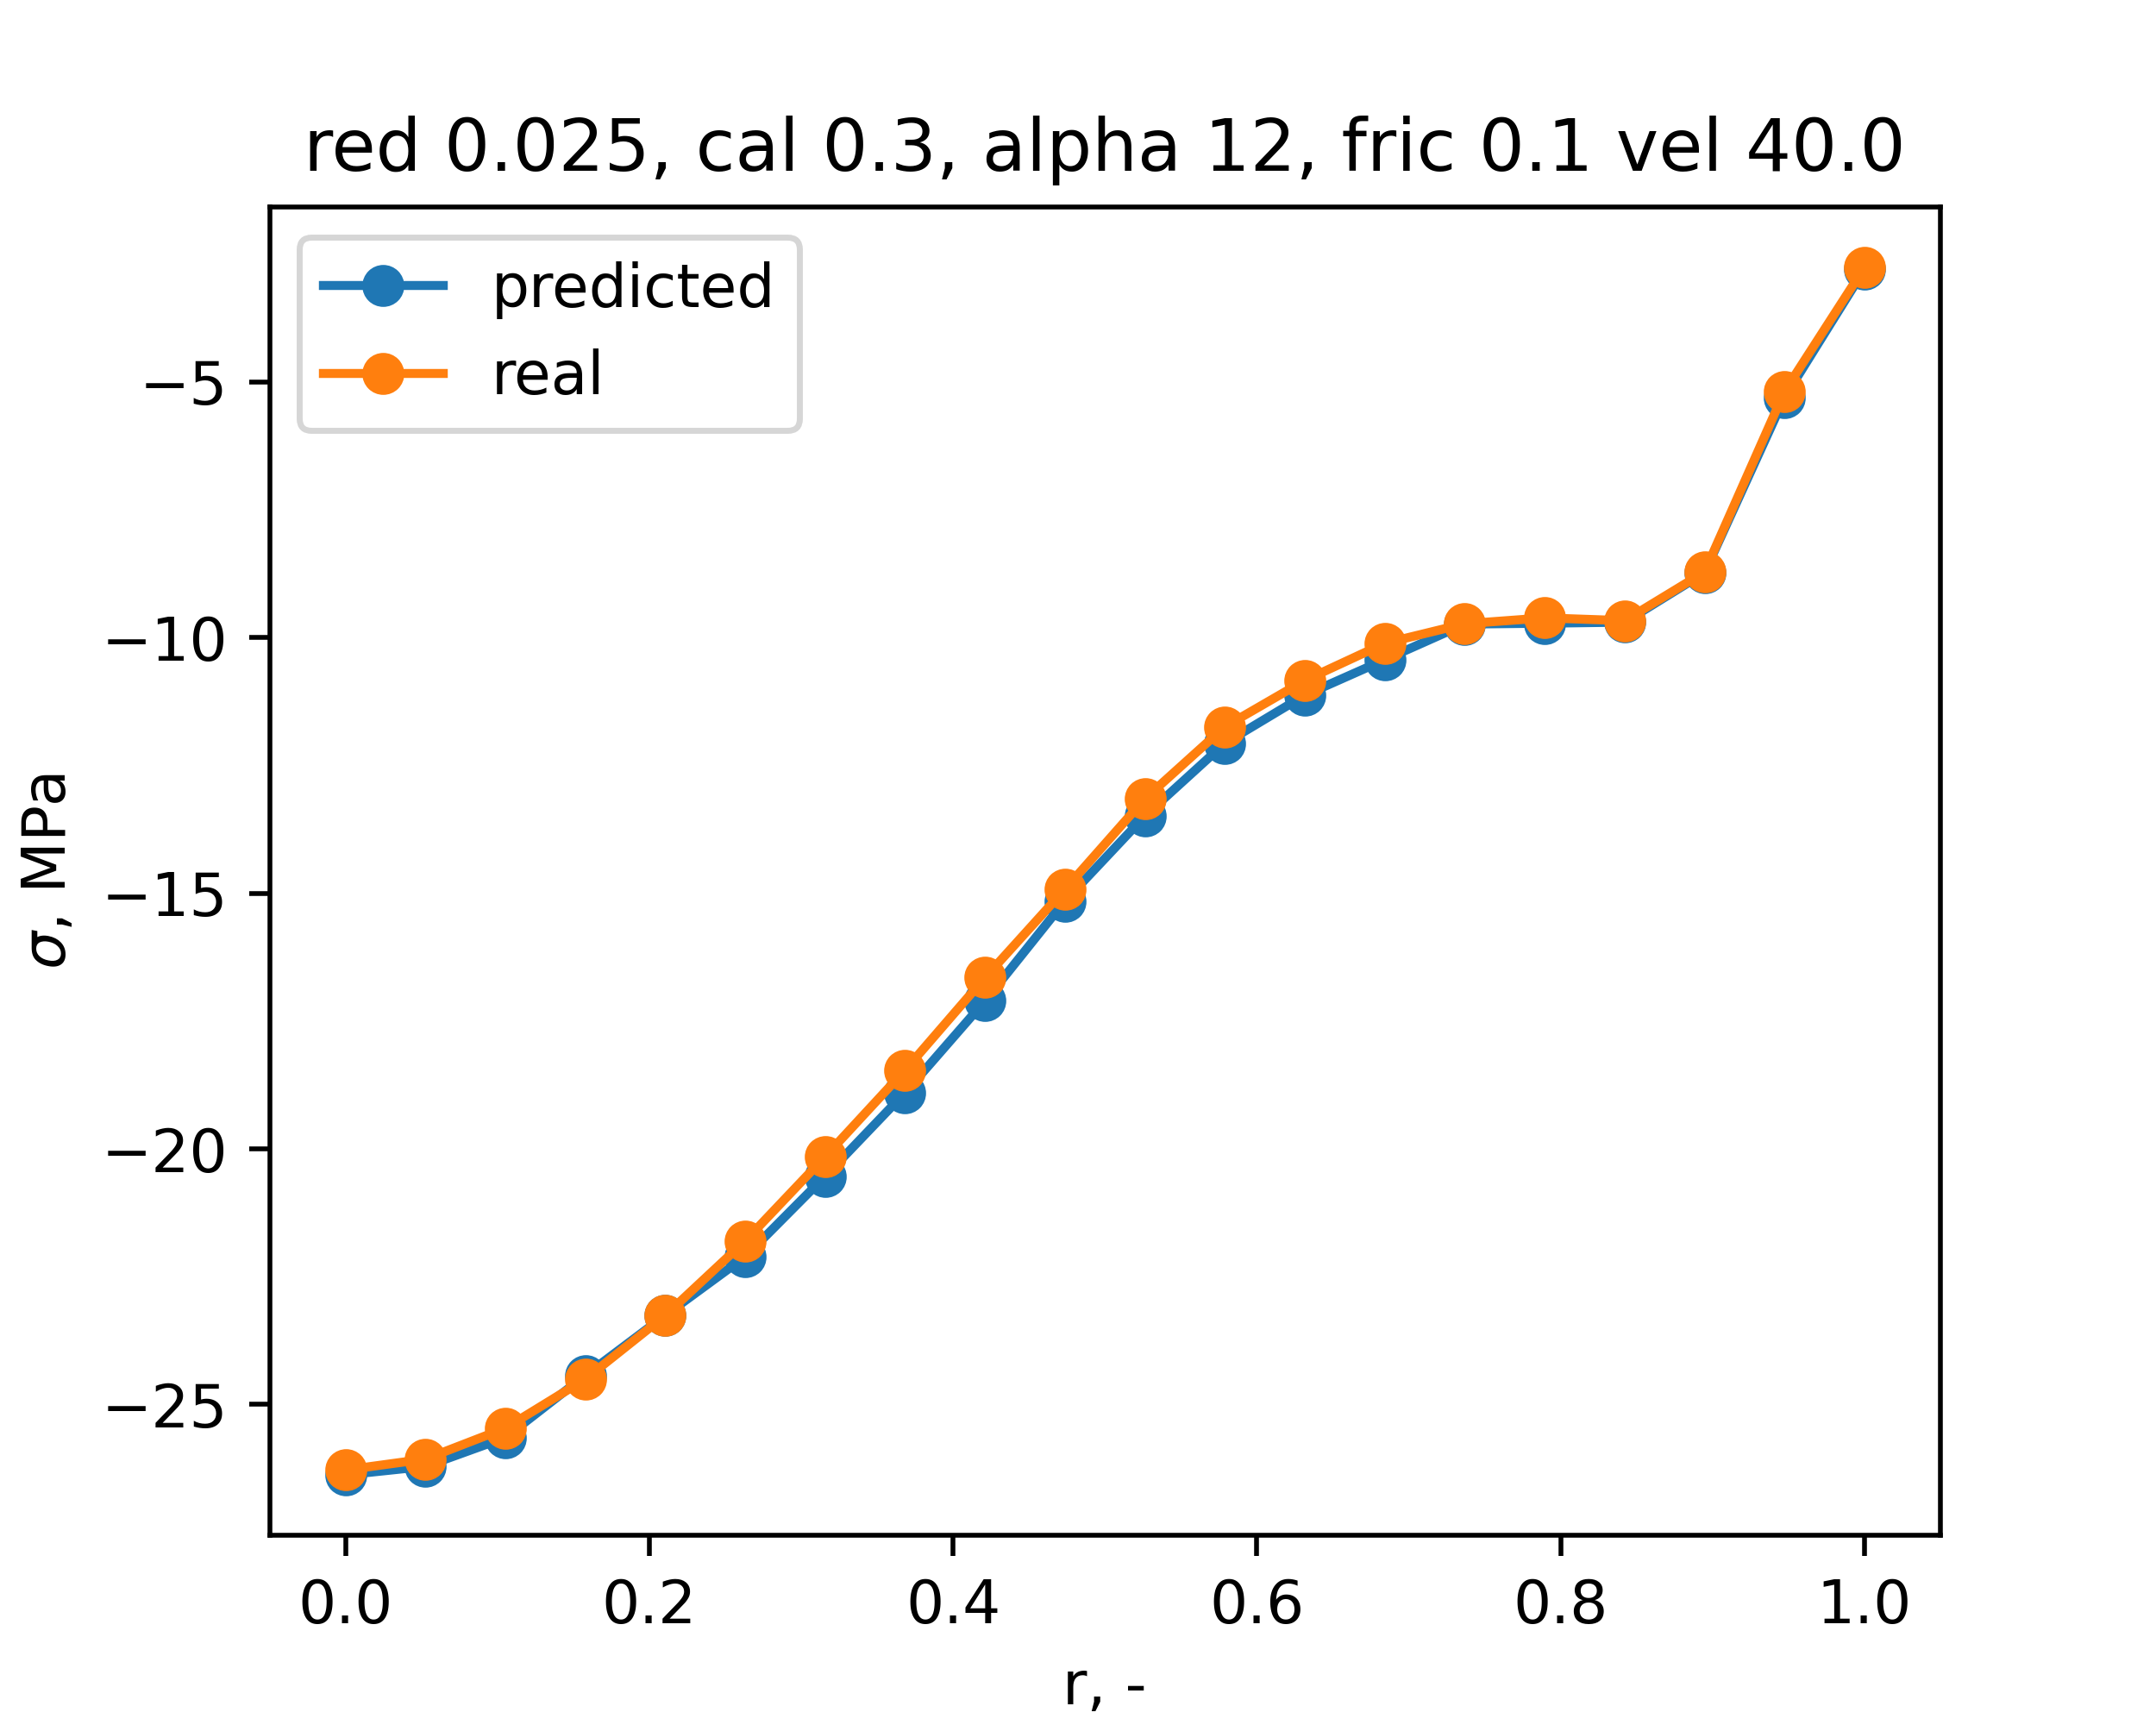 red 0.025, cal 0.3, alpha 12, fric 0.1 vel 40.0
predicted
real
−5
−10
−15
−20
−25
σ, MPa
0.0 0.2 0.4 0.6 0.8 1.0
r, -